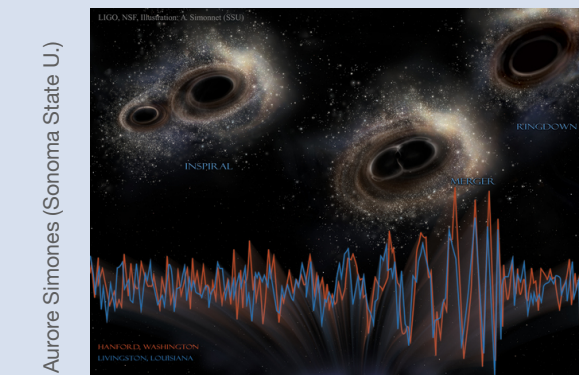 LIGO, NSF, Illustration: A. Simonnet (SSU)
Aurore Simones (Sonoma State U.)
INSPIRAL
MERGER
RINGDOWN
HANFORD, WASHINGTON
LIVINGSTON, LOUISIANA